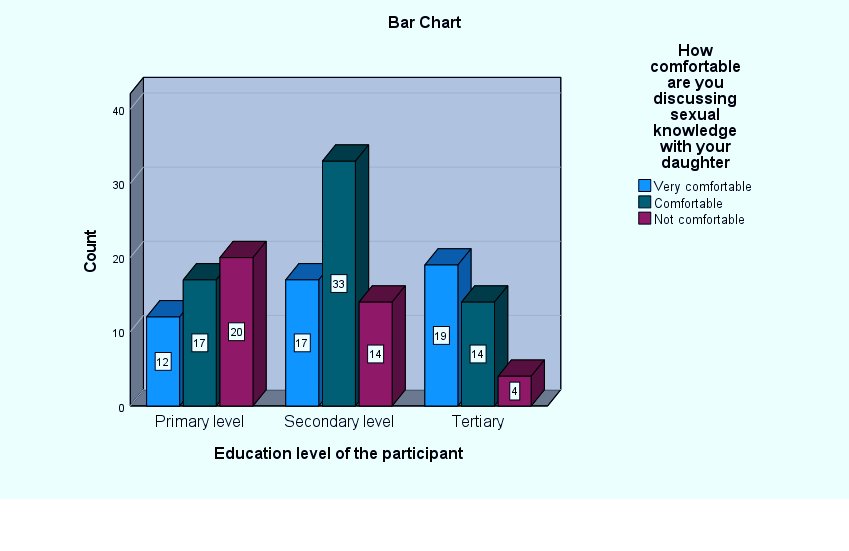 Bar Chart
How
comfortable
are you
discussing
sexual
knowledge
with your
daughter
Very comfortable
Comfortable
Not comfortable
Count
40
30
20
10
0
12
17
20
17
33
14
19
14
4
Primary level
Secondary level
Tertiary
Education level of the participant